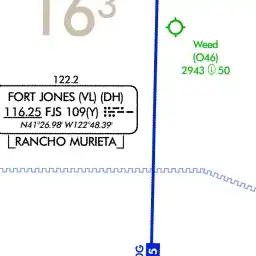 16³
Weed
(O46)
2943 Ⓛ 50
122.2
FORT JONES (VL) (DH)
116.25 FJS 109(Y)
N41°26.98' W122°48.39'
RANCHO MURIETA
5